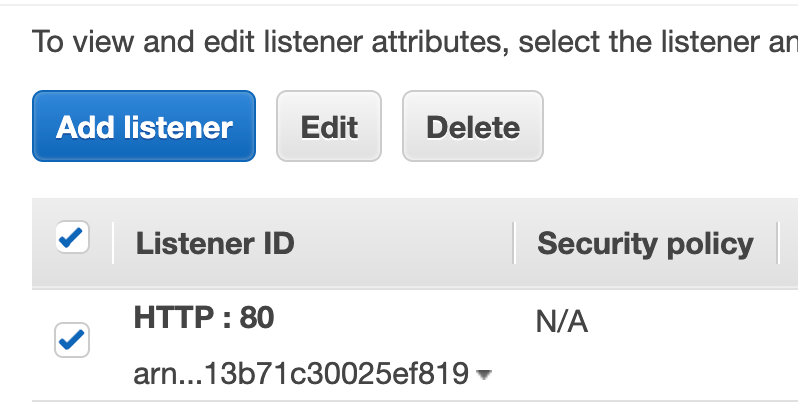 To view and edit listener attributes, select the listener an
Add listener Edit Delete
Listener ID Security policy
HTTP : 80 N/A
arn...13b71c30025ef819